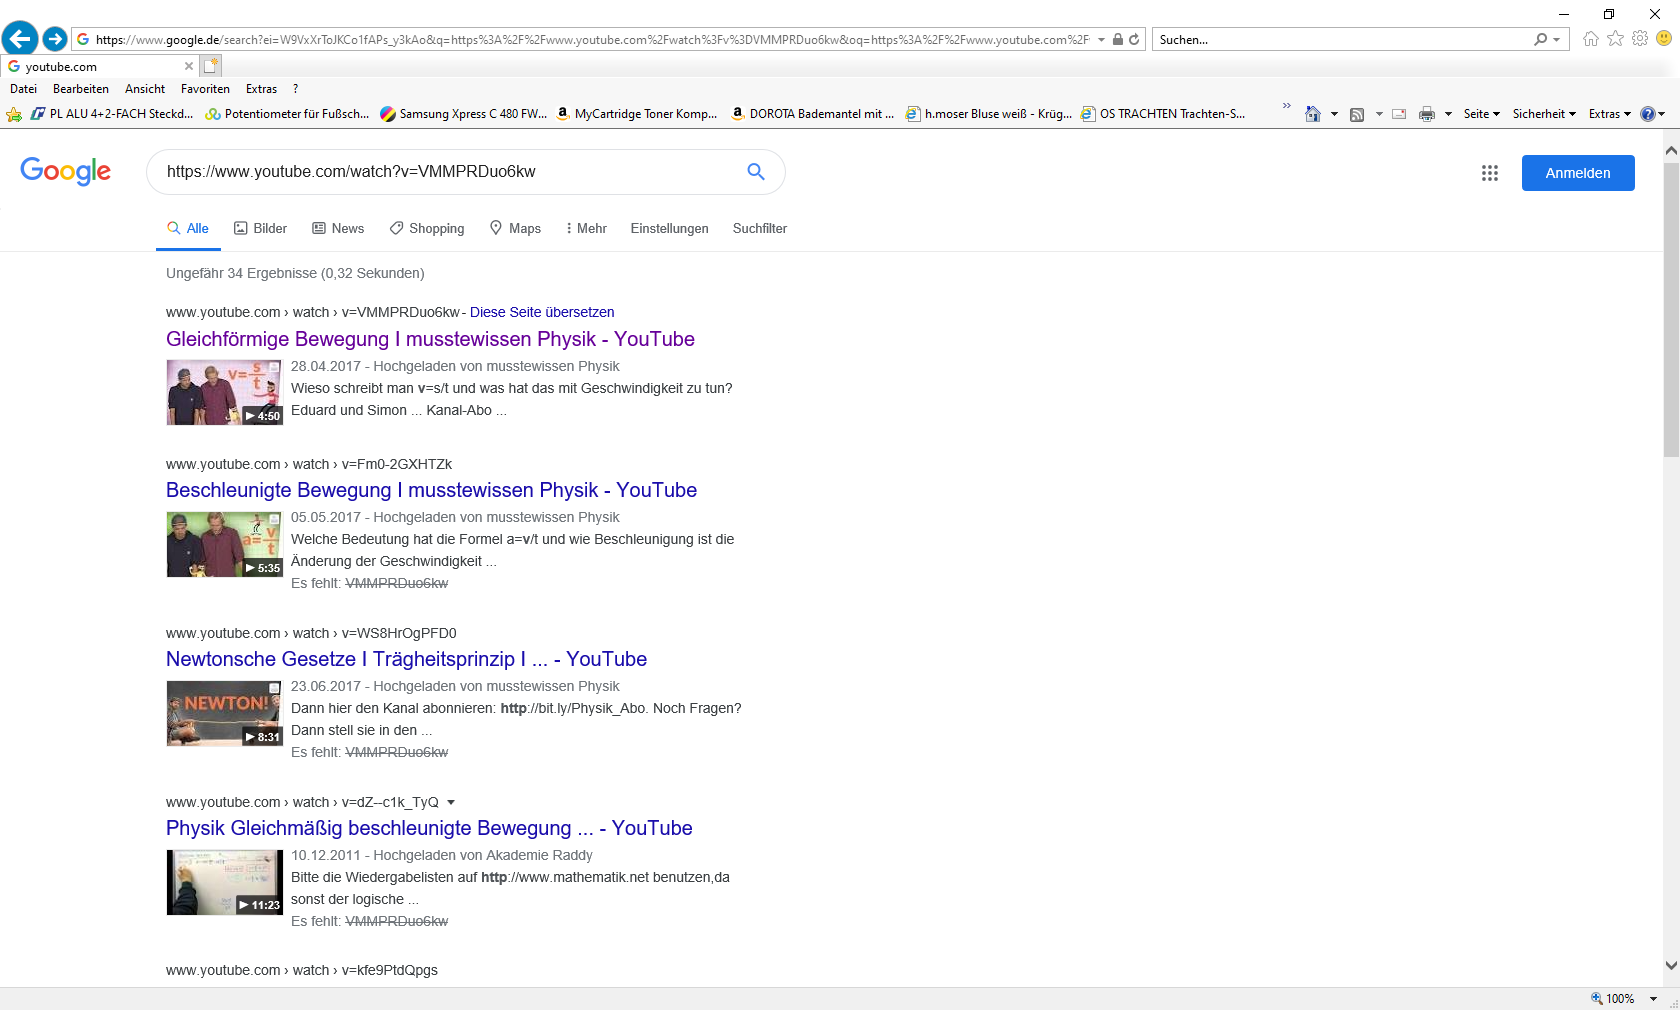 https://www.google.de/search?ei=W9VxXrToJKCo1fAPs_y3kAo&q=https%3A%2F%2Fwww.youtube.com%2Fwatch%3Fv%3DVMMPRDuo6kw&oq=https%3A%2F%2Fwww.youtube.com%2F
Suchen...
youtube.com
Datei Bearbeiten Ansicht Favoriten Extras ?
PL ALU 4+2-FACH Steckd... Potentiometer für Fußsch... Samsung Xpress C 480 FW... MyCartridge Toner Komp... DOROTA Bademantel mit ... h.moser Bluse weiß - Krüg... OS TRACHTEN Trachten-S... » Seite Sicherheit Extras
Google https://www.youtube.com/watch?v=VMMPRDuo6kw Anmelden
Alle Bilder News Shopping Maps Mehr Einstellungen Suchfilter
Ungefähr 34 Ergebnisse (0,32 Sekunden)
www.youtube.com › watch › v=VMMPRDuo6kw - Diese Seite übersetzen
Gleichförmige Bewegung I musstewissen Physik - YouTube
v=s/t
4:50
28.04.2017 - Hochgeladen von musstewissen Physik
Wieso schreibt man v=s/t und was hat das mit Geschwindigkeit zu tun?
Eduard und Simon ... Kanal-Abo ...
www.youtube.com › watch › v=Fm0-2GXHTZk
Beschleunigte Bewegung I musstewissen Physik - YouTube
a=v/t
5:35
05.05.2017 - Hochgeladen von musstewissen Physik
Welche Bedeutung hat die Formel a=v/t und wie Beschleunigung ist die
Änderung der Geschwindigkeit ...
Es fehlt: VMMPRDuo6kw
www.youtube.com › watch › v=WS8HrOgPFD0
Newtonsche Gesetze I Trägheitsprinzip I ... - YouTube
NEWTON!
8:31
23.06.2017 - Hochgeladen von musstewissen Physik
Dann hier den Kanal abonnieren: http://bit.ly/Physik_Abo. Noch Fragen?
Dann stell sie in den ...
Es fehlt: VMMPRDuo6kw
www.youtube.com › watch › v=dZ--c1k_TyQ
Physik Gleichmäßig beschleunigte Bewegung ... - YouTube
11:23
10.12.2011 - Hochgeladen von Akademie Raddy
Bitte die Wiedergabelisten auf http://www.mathematik.net benutzen,da
sonst der logische ...
Es fehlt: VMMPRDuo6kw
www.youtube.com › watch › v=kfe9PtdQpgs
100%